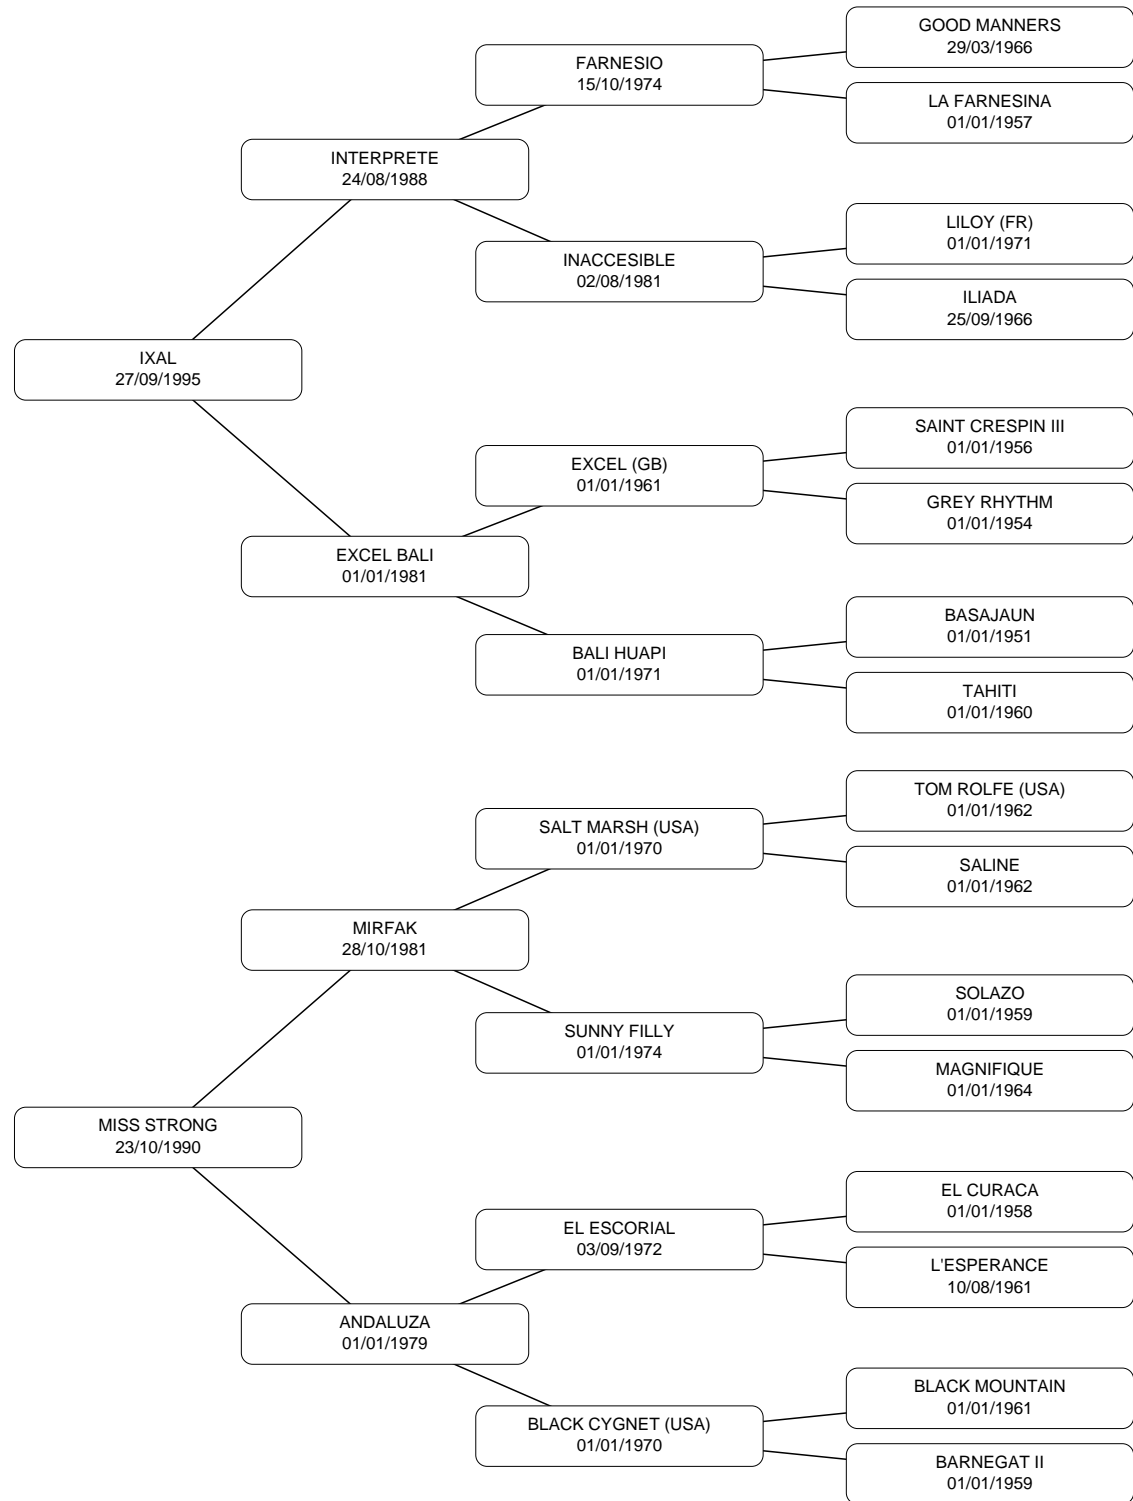 GOOD MANNERS
29/03/1966
FARNESIO
15/10/1974
LA FARNESINA
01/01/1957
INTERPRETE
24/08/1988
LILOY (FR)
01/01/1971
INACCESIBLE
02/08/1981
ILIADA
25/09/1966
IXAL
27/09/1995
SAINT CRESPIN III
01/01/1956
EXCEL (GB)
01/01/1961
GREY RHYTHM
01/01/1954
EXCEL BALI
01/01/1981
BASAJAUN
01/01/1951
BALI HUAPI
01/01/1971
TAHITI
01/01/1960
TOM ROLFE (USA)
01/01/1962
SALT MARSH (USA)
01/01/1970
SALINE
01/01/1962
MIRFAK
28/10/1981
SOLAZO
01/01/1959
SUNNY FILLY
01/01/1974
MAGNIFIQUE
01/01/1964
MISS STRONG
23/10/1990
EL CURACA
01/01/1958
EL ESCORIAL
03/09/1972
L'ESPERANCE
10/08/1961
ANDALUZA
01/01/1979
BLACK MOUNTAIN
01/01/1961
BLACK CYGNET (USA)
01/01/1970
BARNEGAT II
01/01/1959